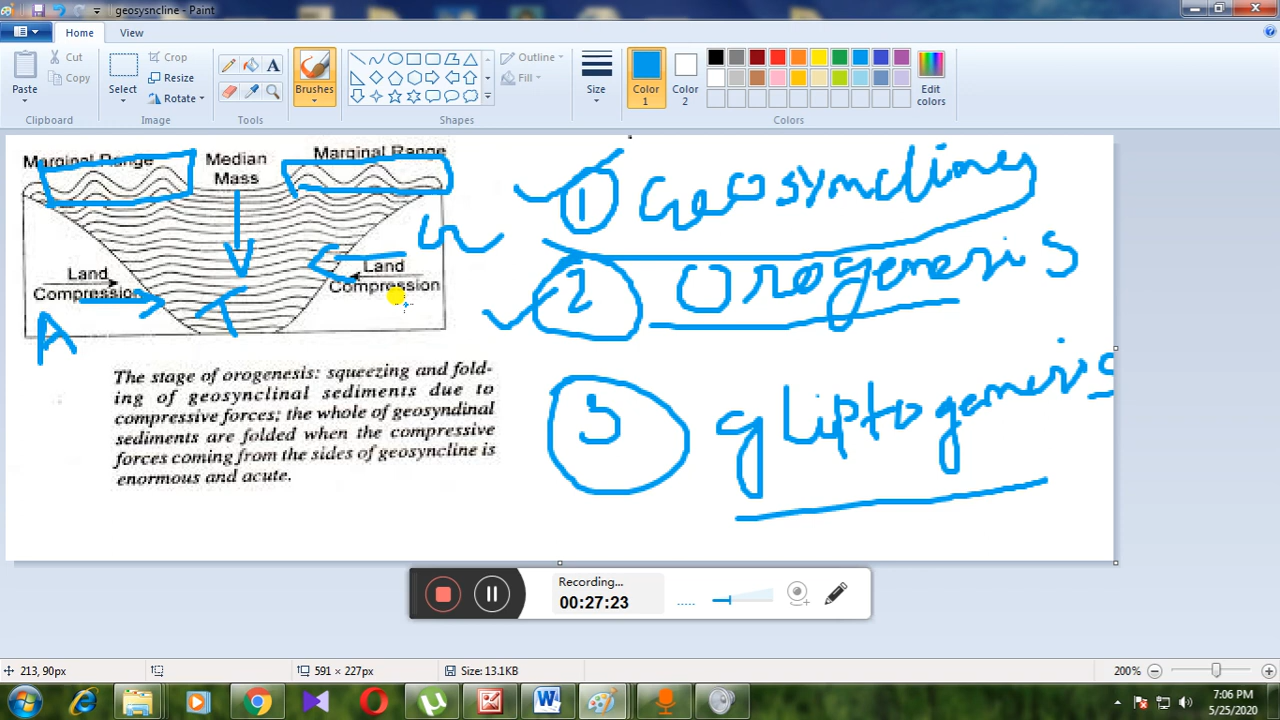 geosysncline - Paint
Home View
Paste
Cut
Copy
Clipboard
Select
Crop
Resize
Rotate
Image
Tools
Brushes
Shapes
Outline
Fill
Size
Color 1
Color 2
Edit colors
Colors
Marginal Range
Median Mass
Marginal Range
Land Compression
Land Compression
A
T
The stage of orogenesis: squeezing and fold-
ing of geosynclinal sediments due to
compressive forces; the whole of geosyndinal
sediments are folded when the compressive
forces coming from the sides of geosyncline is
enormous and acute.
1 Geosynclines
2 Orogenesis
3 gliptogenesis
Recording...
00:27:23
213, 90px
591 × 227px
Size: 13.1KB
200%
7:06 PM
5/25/2020